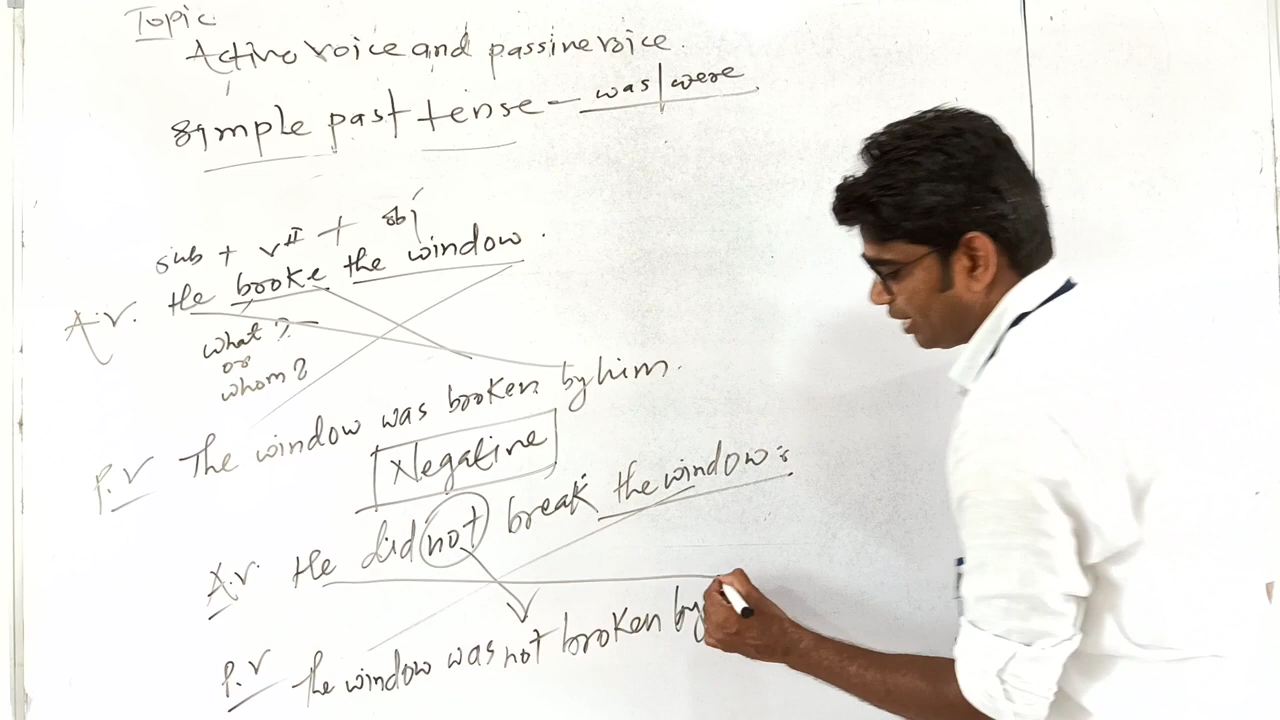 Topic
Active voice and passive voice.
Simple past tense - was/were
sub + vII + obj
A.V. He broke the window.
what?
or
whom?
P.V The window was broken by him.
Negative
A.V. He did not break the window.
P.V The window was not broken by